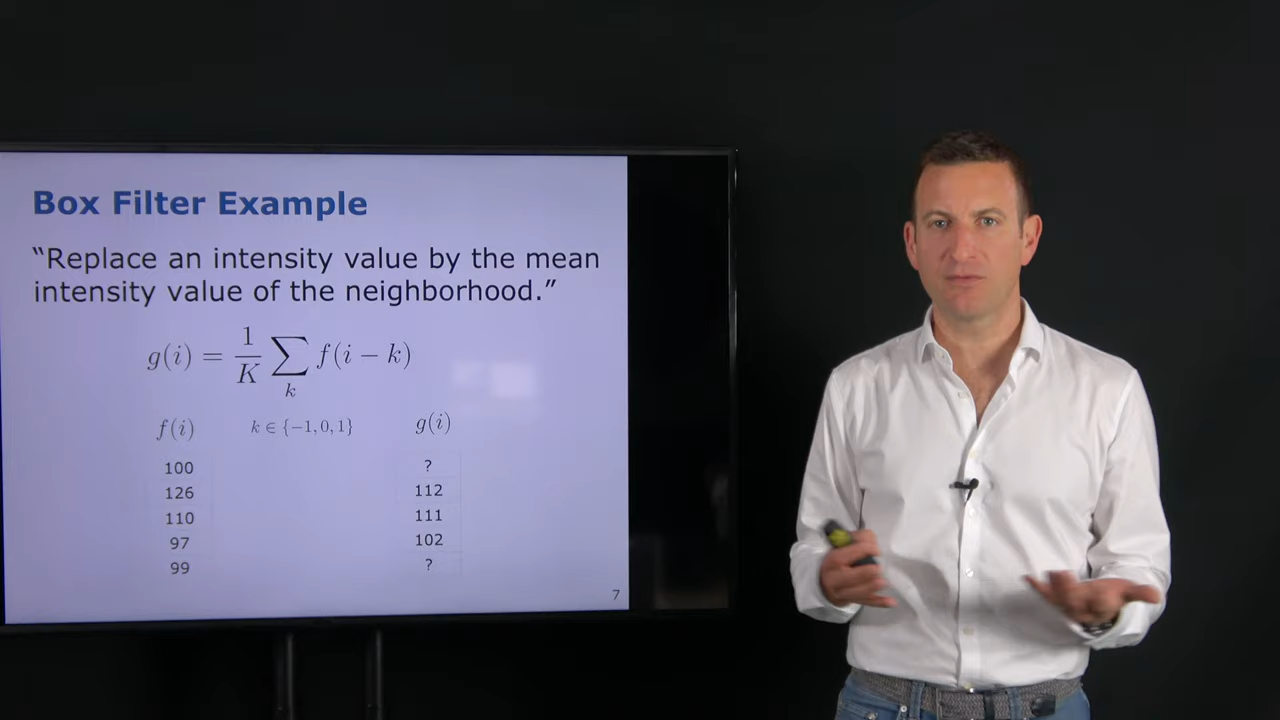 Box Filter Example
“Replace an intensity value by the mean
intensity value of the neighborhood.”
g(i) = 1/K ∑_k f(i − k)
f(i) k ∈ {−1, 0, 1} g(i)
100 ?
126 112
110 111
97 102
99 ?
7